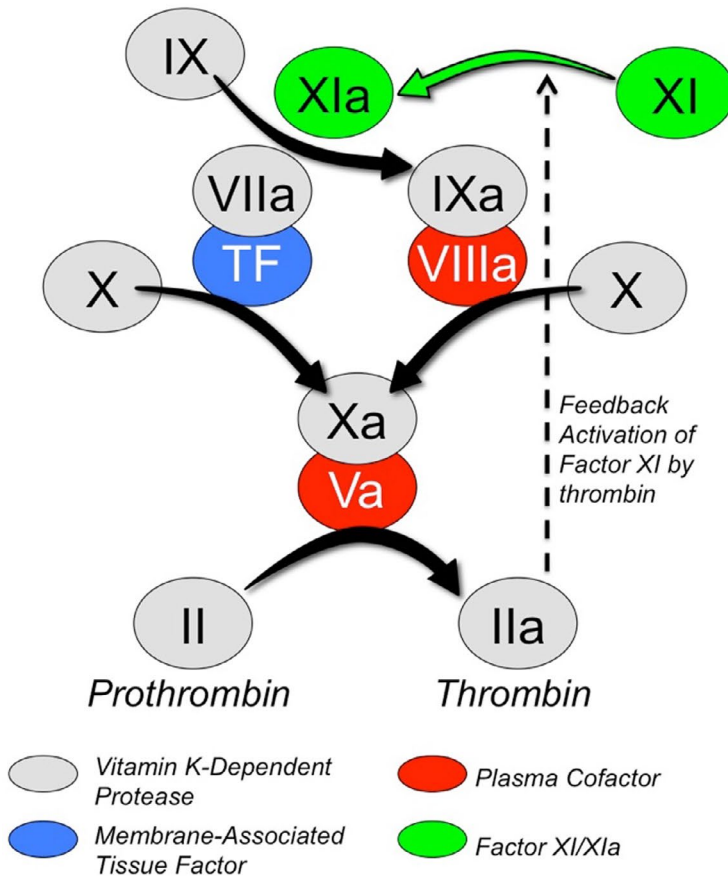 IX
XIa
XI
VIIa
IXa
TF
VIIIa
X
X
Xa
Feedback
Activation of
Factor XI by
thrombin
Va
II
IIa
Prothrombin
Thrombin
Vitamin K-Dependent
Protease
Plasma Cofactor
Membrane-Associated
Tissue Factor
Factor XI/XIa